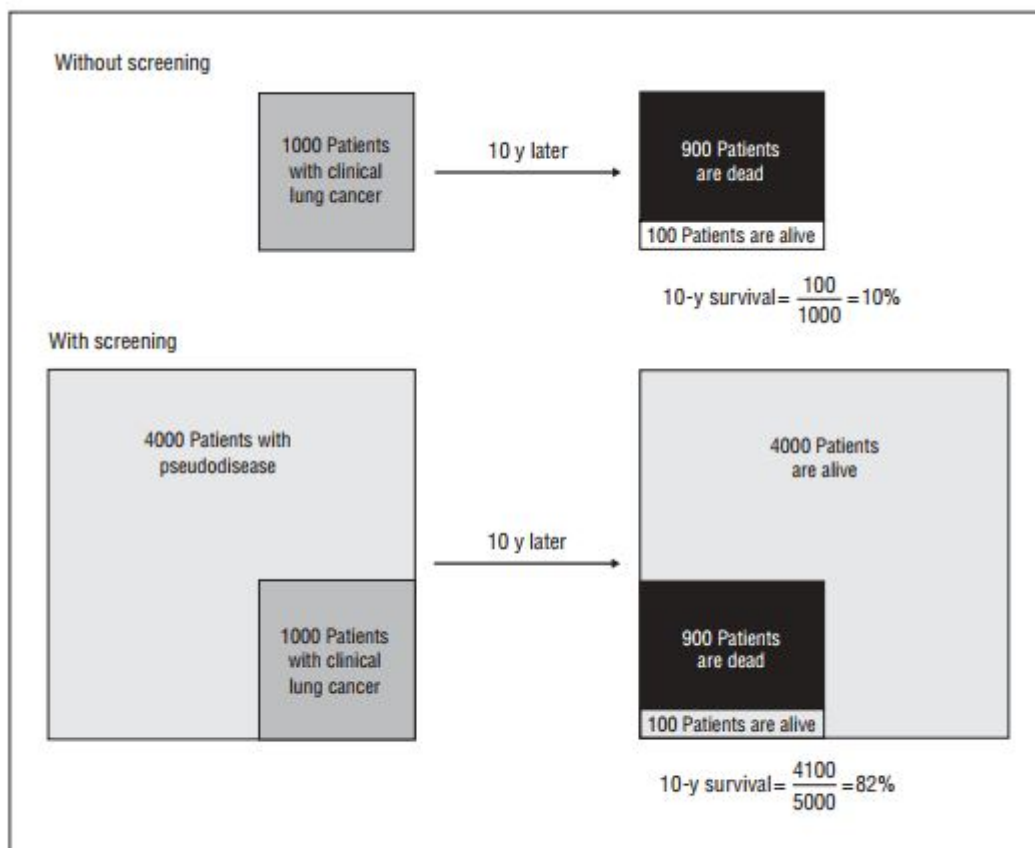 Without screening
1000 Patients
with clinical
lung cancer
10 y later
900 Patients
are dead
100 Patients are alive
10-y survival = 100/1000 = 10%
With screening
4000 Patients with
pseudodisease
1000 Patients
with clinical
lung cancer
10 y later
4000 Patients
are alive
900 Patients
are dead
100 Patients are alive
10-y survival = 4100/5000 = 82%